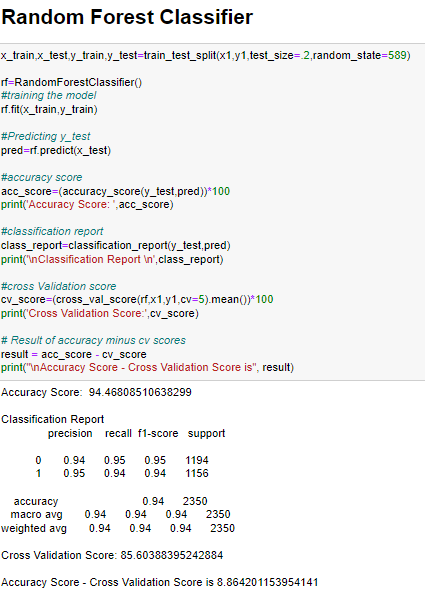 Random Forest Classifier
x_train,x_test,y_train,y_test=train_test_split(x1,y1,test_size=.2,random_state=589)
rf=RandomForestClassifier()
#training the model
rf.fit(x_train,y_train)
#Predicting y_test
pred=rf.predict(x_test)
#accuracy score
acc_score=(accuracy_score(y_test,pred))*100
print('Accuracy Score: ',acc_score)
#classification report
class_report=classification_report(y_test,pred)
print('\nClassification Report \n',class_report)
#cross Validation score
cv_score=(cross_val_score(rf,x1,y1,cv=5).mean())*100
print('Cross Validation Score:',cv_score)
# Result of accuracy minus cv scores
result = acc_score - cv_score
print("\nAccuracy Score - Cross Validation Score is", result)
Accuracy Score:  94.46808510638299
Classification Report
precision recall f1-score support
0 0.94 0.95 0.95 1194
1 0.95 0.94 0.94 1156
accuracy 0.94 2350
macro avg 0.94 0.94 0.94 2350
weighted avg 0.94 0.94 0.94 2350
Cross Validation Score: 85.60388395242884
Accuracy Score - Cross Validation Score is 8.864201153954141